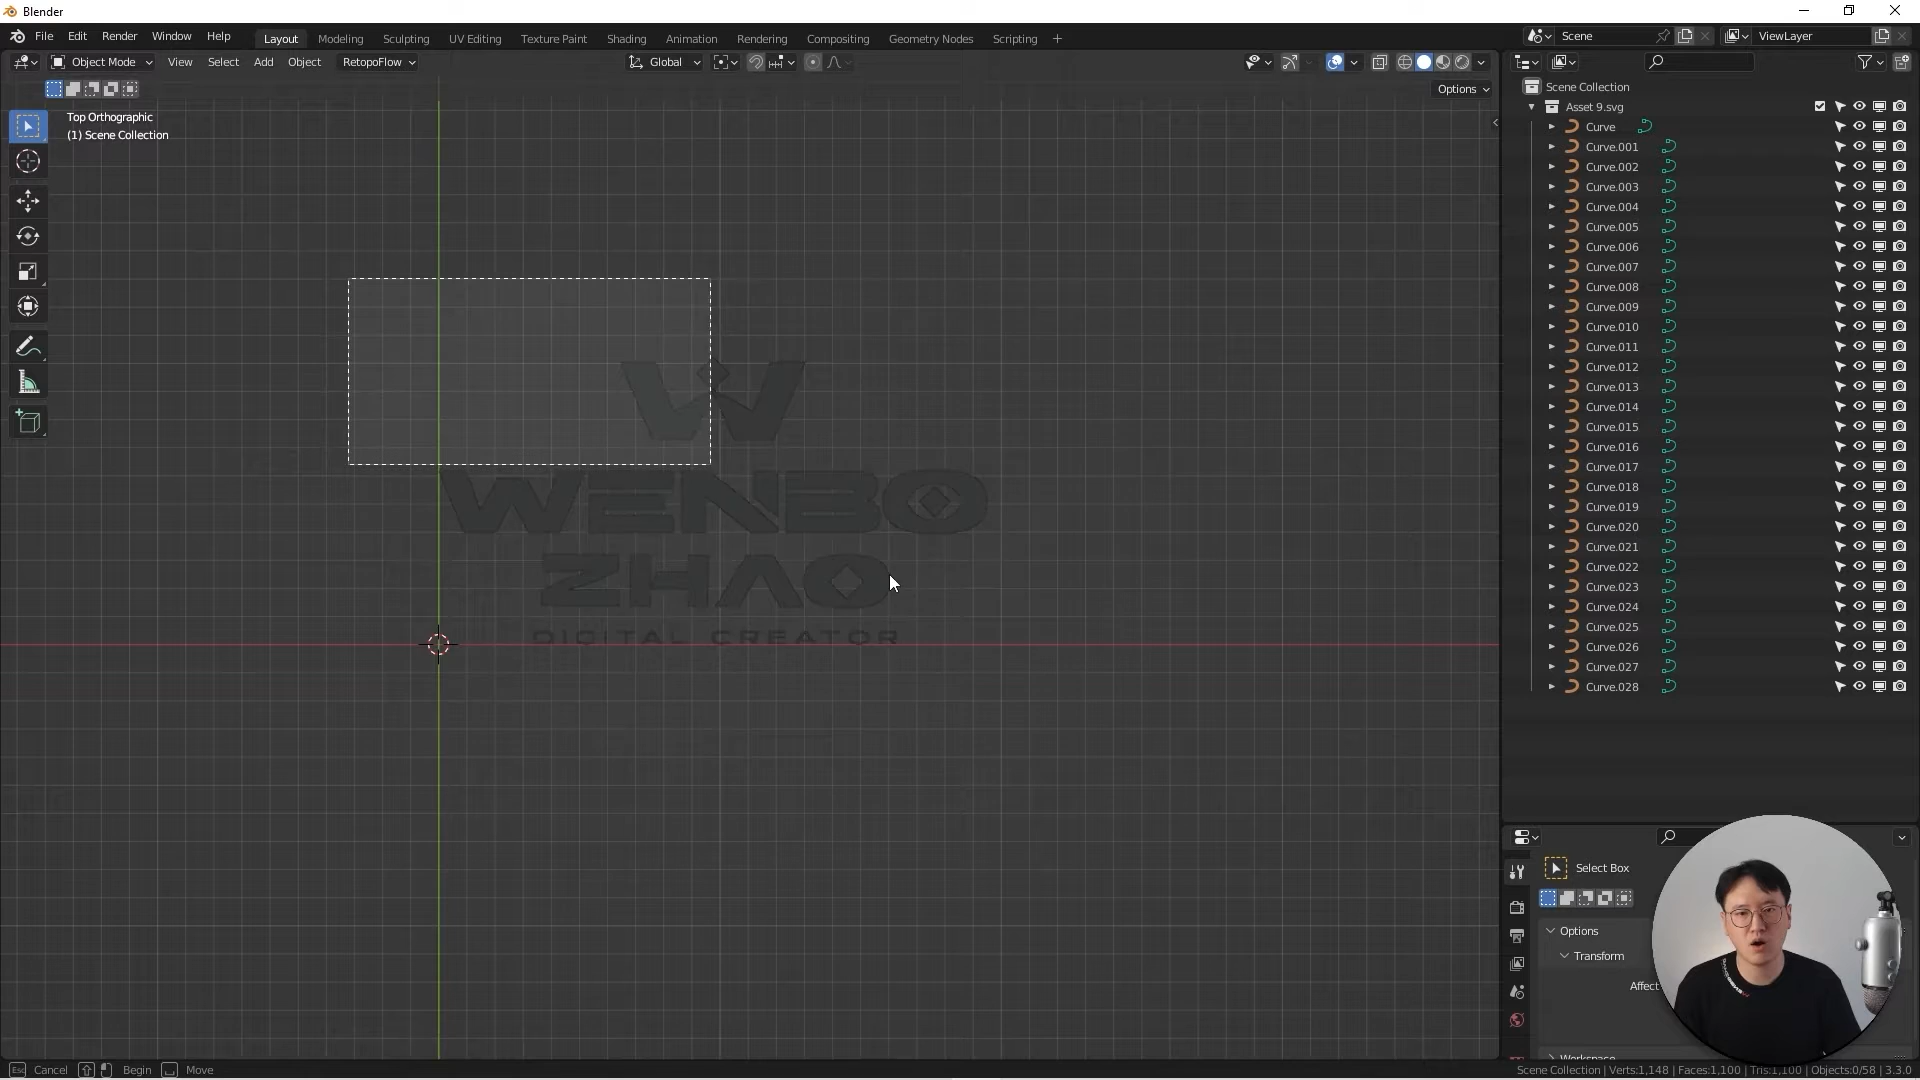 Blender
File Edit Render Window Help
Layout Modeling Sculpting UV Editing Texture Paint Shading Animation Rendering Compositing Geometry Nodes Scripting +
Scene
ViewLayer
Object Mode View Select Add Object RetopoFlow
Global
Options
Top Orthographic
(1) Scene Collection
Scene Collection
Asset 9.svg
Curve
Curve.001
Curve.002
Curve.003
Curve.004
Curve.005
Curve.006
Curve.007
Curve.008
Curve.009
Curve.010
Curve.011
Curve.012
Curve.013
Curve.014
Curve.015
Curve.016
Curve.017
Curve.018
Curve.019
Curve.020
Curve.021
Curve.022
Curve.023
Curve.024
Curve.025
Curve.026
Curve.027
Curve.028
W
WENBO
ZHAO
DIGITAL CREATOR
Select Box
Options
Transform
Affect
Workspace
Esc Cancel Begin Move
Scene Collection | Verts:1,148 | Faces:1,100 | Tris:1,100 | Objects:0/58 | 3.3.0